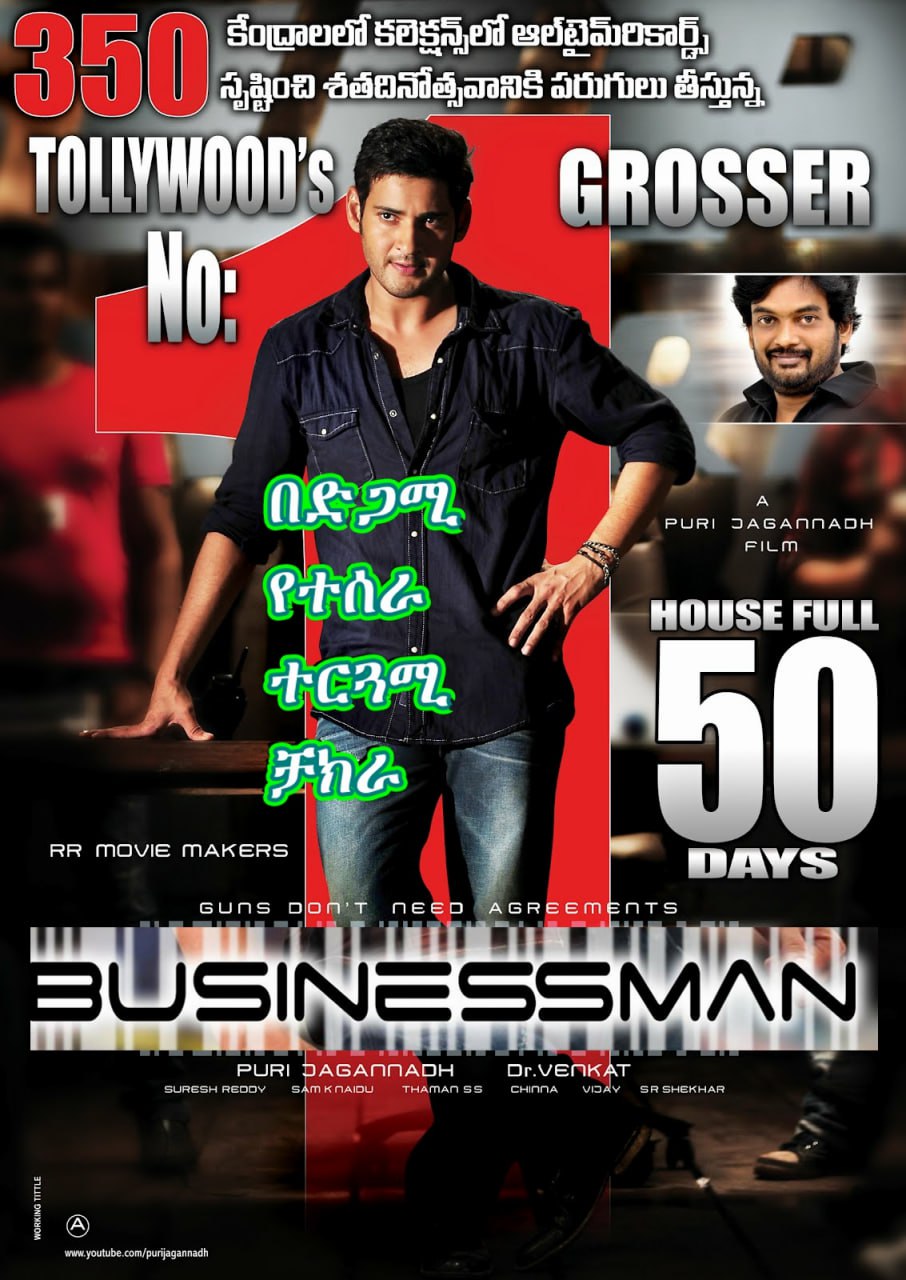 350 కేంద్రాలలో కలెక్షన్స్‌లో ఆల్‌టైమ్‌రికార్డ్స్
సృష్టించి శతదినోత్సవానికి పరుగులు తీస్తున్న
TOLLYWOOD's
No:
1
GROSSER
A
PURI JAGANNADH
FILM
በድጋሚ
የተሰራ
ተርጓሚ
ቻክራ
HOUSE FULL
50
DAYS
RR MOVIE MAKERS
GUNS DON'T NEED AGREEMENTS
BUSINESSMAN
PURI JAGANNADH Dr.VENKAT
SURESH REDDY SAM K NAIDU THAMAN S S CHINNA VIJAY S R SHEKHAR
WORKING TITTLE
A
www.youtube.com/purijagannadh